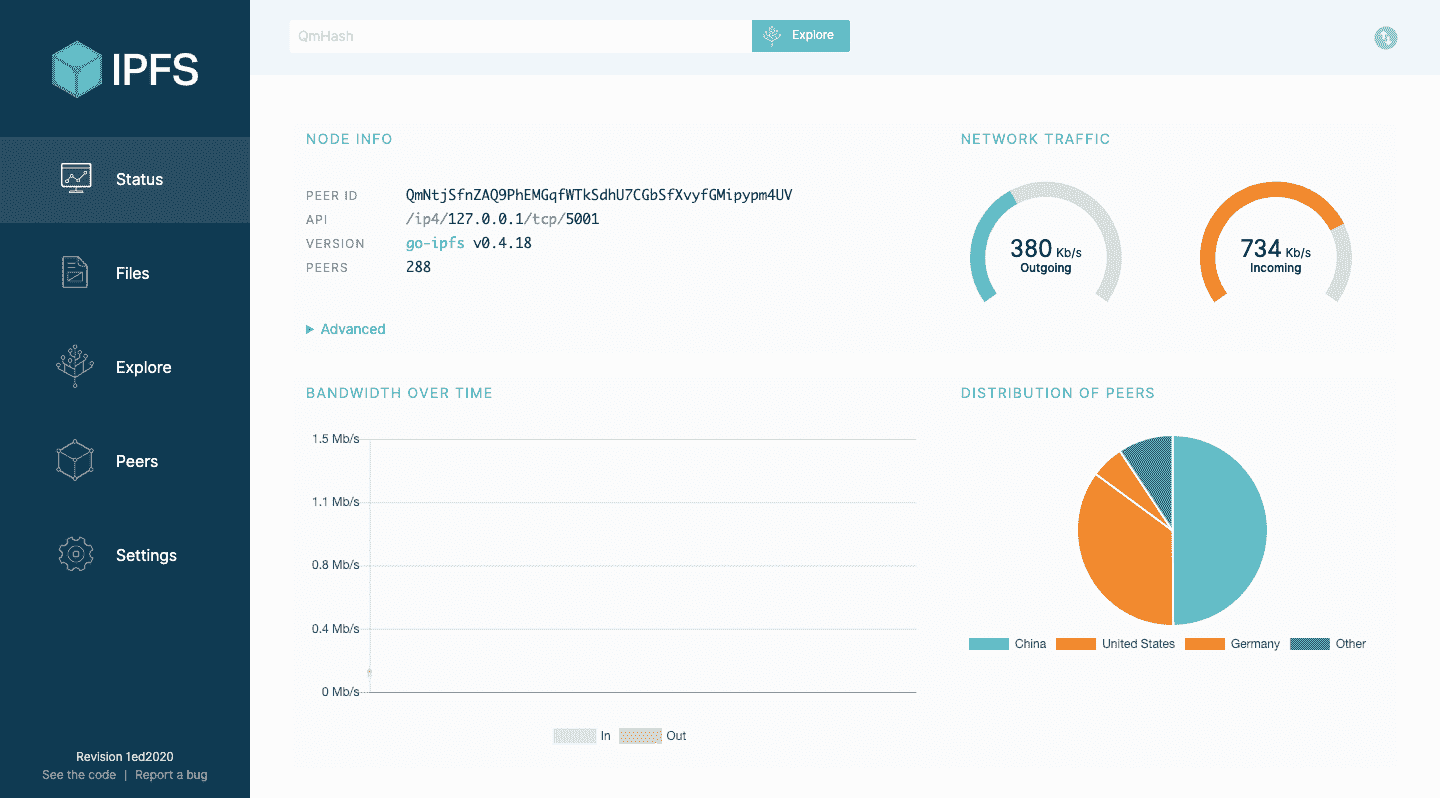 IPFS
QmHash
Explore
Status
Files
Explore
Peers
Settings
Revision 1ed2020
See the code | Report a bug
NODE INFO
PEER ID QmNtjSfnZAQ9PhEMGqfWTkSdhU7CGbSfXvyfGMipypm4UV
API /ip4/127.0.0.1/tcp/5001
VERSION go-ipfs v0.4.18
PEERS 288
Advanced
NETWORK TRAFFIC
380 Kb/s
Outgoing
734 Kb/s
Incoming
BANDWIDTH OVER TIME
1.5 Mb/s
1.1 Mb/s
0.8 Mb/s
0.4 Mb/s
0 Mb/s
In Out
DISTRIBUTION OF PEERS
China United States Germany Other